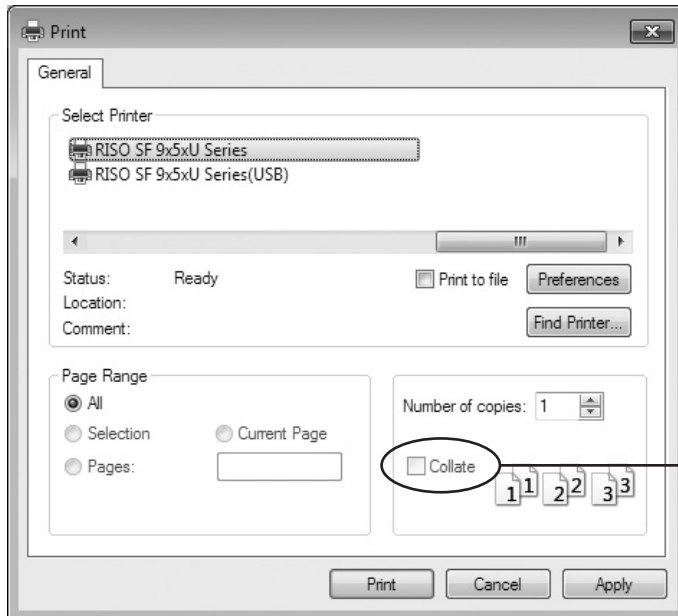 Print
General
Select Printer
RISO SF 9x5xU Series
RISO SF 9x5xU Series(USB)
Status: Ready
Print to file
Preferences
Location:
Comment:
Find Printer...
Page Range
All
Selection
Current Page
Pages:
Number of copies: 1
Collate
1 1 2 2 3 3
Print Cancel Apply